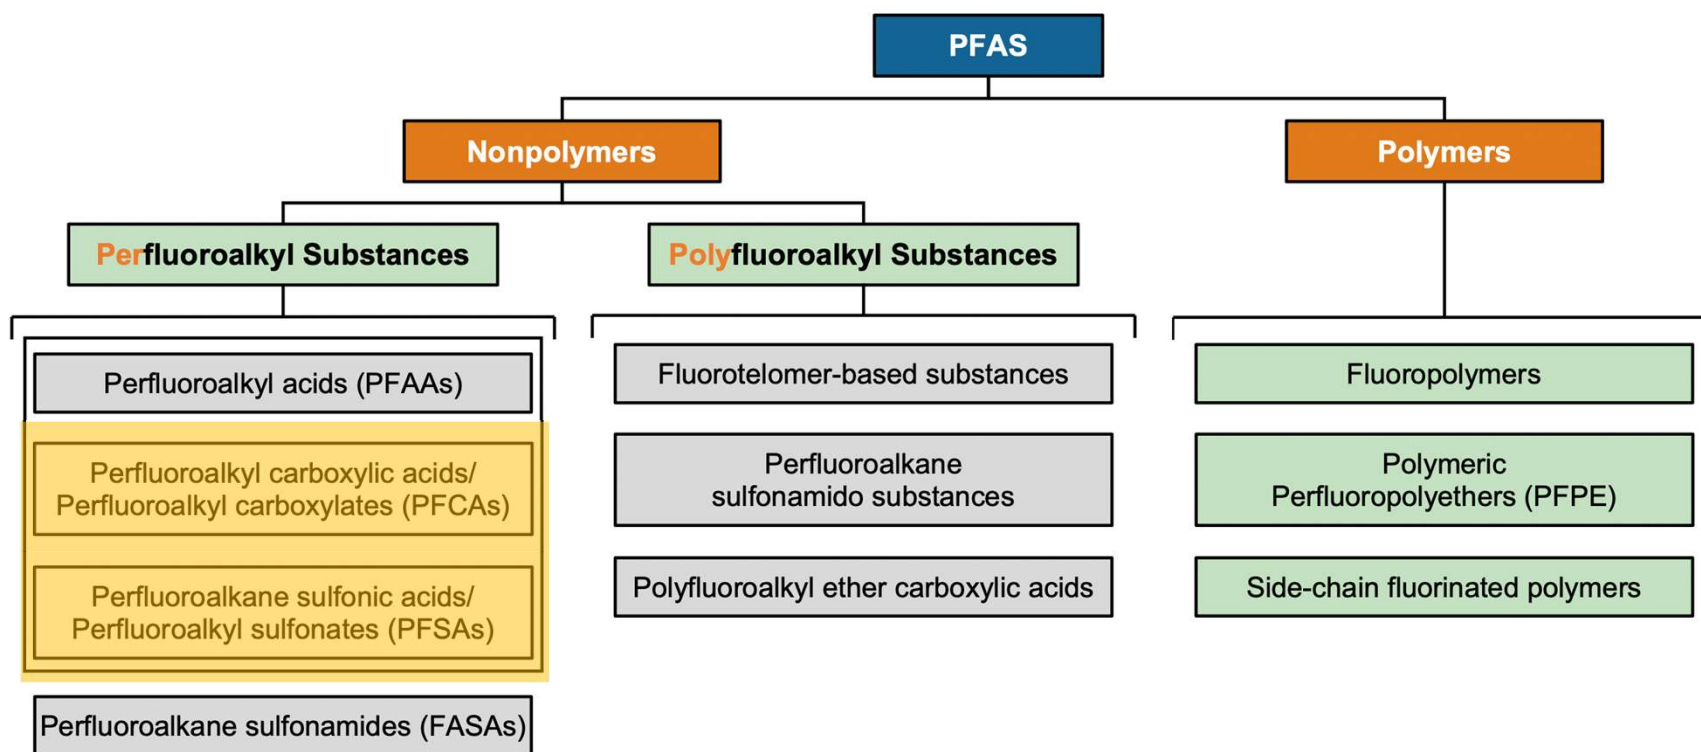 PFAS
Nonpolymers
Polymers
Perfluoroalkyl Substances
Polyfluoroalkyl Substances
Perfluoroalkyl acids (PFAAs)
Perfluoroalkyl carboxylic acids/
Perfluoroalkyl carboxylates (PFCAs)
Perfluoroalkane sulfonic acids/
Perfluoroalkyl sulfonates (PFSAs)
Perfluoroalkane sulfonamides (FASAs)
Fluorotelomer-based substances
Perfluoroalkane
sulfonamido substances
Polyfluoroalkyl ether carboxylic acids
Fluoropolymers
Polymeric
Perfluoropolyethers (PFPE)
Side-chain fluorinated polymers